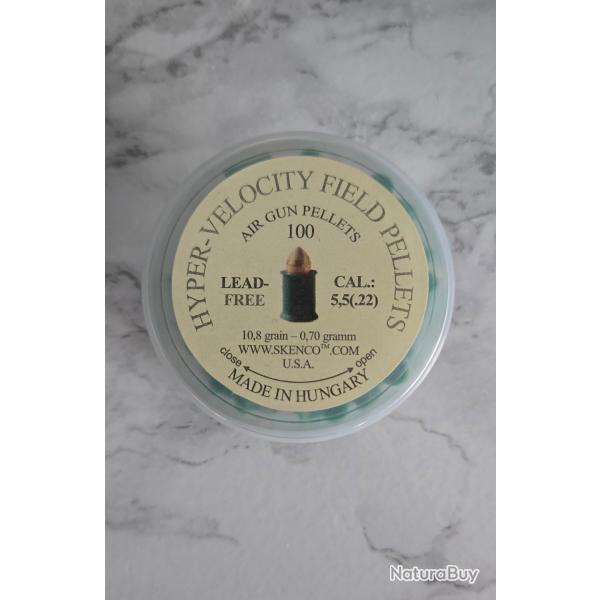 HYPER-VELOCITY FIELD PELLETS
AIR GUN PELLETS
100
LEAD-FREE
CAL.: 5,5(.22)
10,8 grain – 0,70 gramm
WWW.SKENCO™.COM
U.S.A.
close
open
MADE IN HUNGARY
NaturaBuy